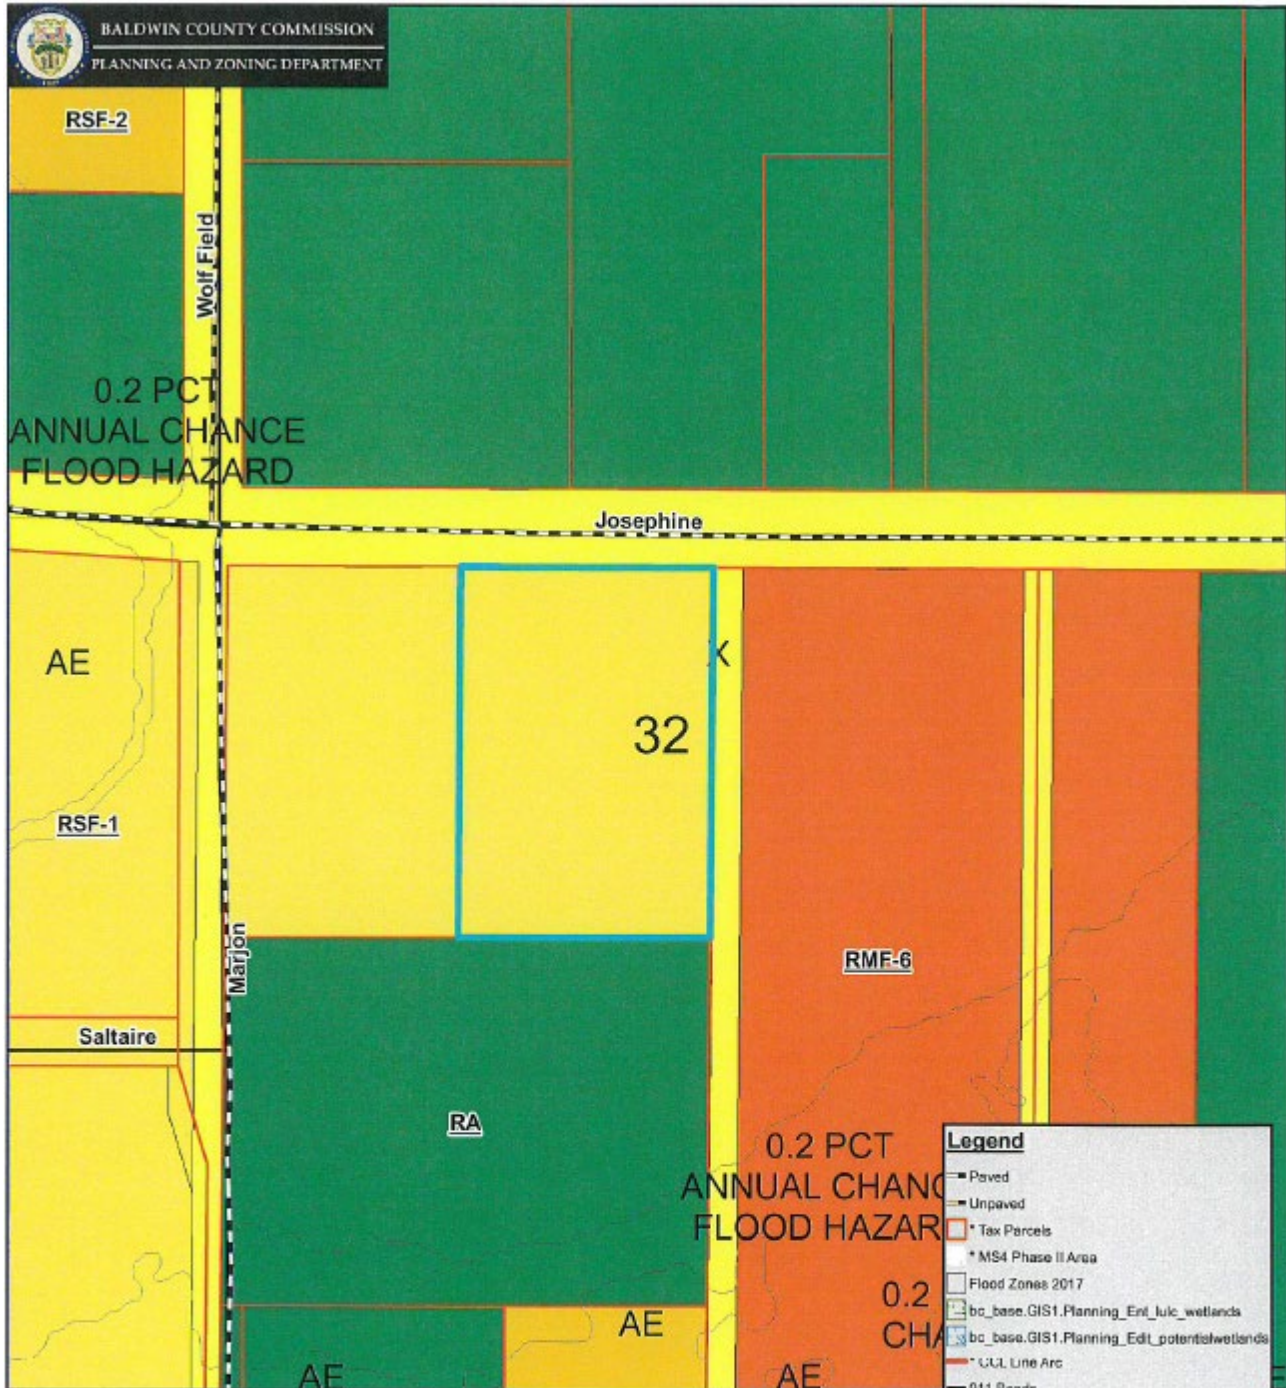 BALDWIN COUNTY COMMISSION
PLANNING AND ZONING DEPARTMENT
RSF-2
Wolf Field
0.2 PCT
ANNUAL CHANCE
FLOOD HAZARD
Josephine
AE
X
32
RSF-1
Marjon
RMF-6
Saltaire
RA
0.2 PCT
ANNUAL CHANC
FLOOD HAZAR
0.2
CHA
AE
AE
AE
Legend
Paved
Unpaved
* Tax Parcels
* MS4 Phase II Area
Flood Zones 2017
bc_base.GIS1.Planning_Ent_lulc_wetlands
bc_base.GIS1.Planning_Edit_potentialwetlands
* CCL Line Arc